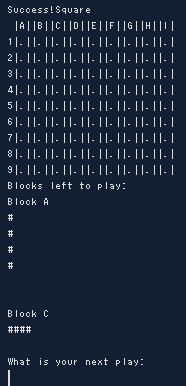 Success!Square
|A||B||C||D||E||F||G||H||I|
1|.||.||.||.||.||.||.||.||.|
2|.||.||.||.||.||.||.||.||.|
3|.||.||.||.||.||.||.||.||.|
4|.||.||.||.||.||.||.||.||.|
5|.||.||.||.||.||.||.||.||.|
6|.||.||.||.||.||.||.||.||.|
7|.||.||.||.||.||.||.||.||.|
8|.||.||.||.||.||.||.||.||.|
9|.||.||.||.||.||.||.||.||.|
Blocks left to play:
Block A
#
#
#
#
Block C
####
What is your next play: